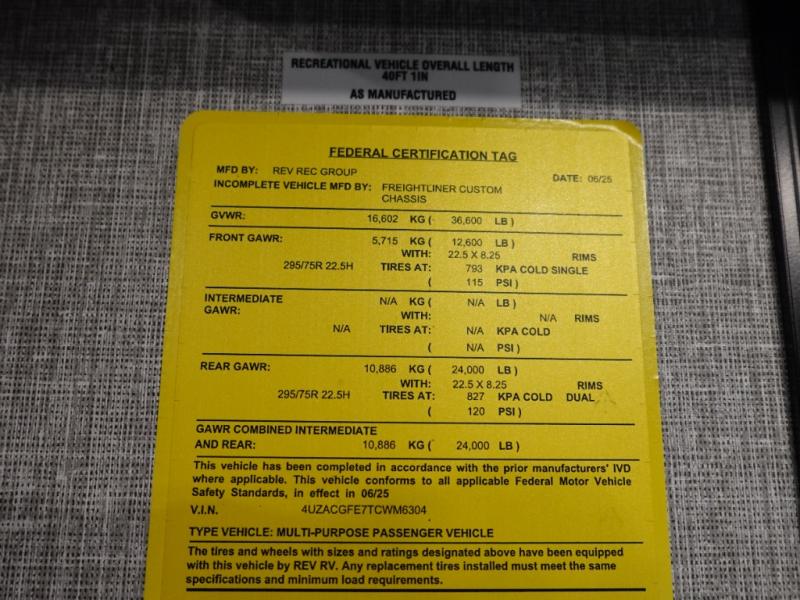 RECREATIONAL VEHICLE OVERALL LENGTH
40FT 1IN
AS MANUFACTURED
FEDERAL CERTIFICATION TAG
MFD BY: REV REC GROUP DATE: 06/25
INCOMPLETE VEHICLE MFD BY: FREIGHTLINER CUSTOM
CHASSIS
GVWR: 16,602 KG ( 36,600 LB )
FRONT GAWR: 5,715 KG ( 12,600 LB )
WITH: 22.5 X 8.25 RIMS
295/75R 22.5H TIRES AT: 793 KPA COLD SINGLE
( 115 PSI )
INTERMEDIATE N/A KG ( N/A LB )
GAWR: WITH: N/A RIMS
N/A TIRES AT: N/A KPA COLD
( N/A PSI )
REAR GAWR: 10,886 KG ( 24,000 LB )
WITH: 22.5 X 8.25 RIMS
295/75R 22.5H TIRES AT: 827 KPA COLD DUAL
( 120 PSI )
GAWR COMBINED INTERMEDIATE
AND REAR: 10,886 KG ( 24,000 LB )
This vehicle has been completed in accordance with the prior manufacturers' IVD
where applicable. This vehicle conforms to all applicable Federal Motor Vehicle
Safety Standards, in effect in 06/25
V.I.N. 4UZACGFE7TCWM6304
TYPE VEHICLE: MULTI-PURPOSE PASSENGER VEHICLE
The tires and wheels with sizes and ratings designated above have been equipped
with this vehicle by REV RV. Any replacement tires installed must meet the same
specifications and minimum load requirements.